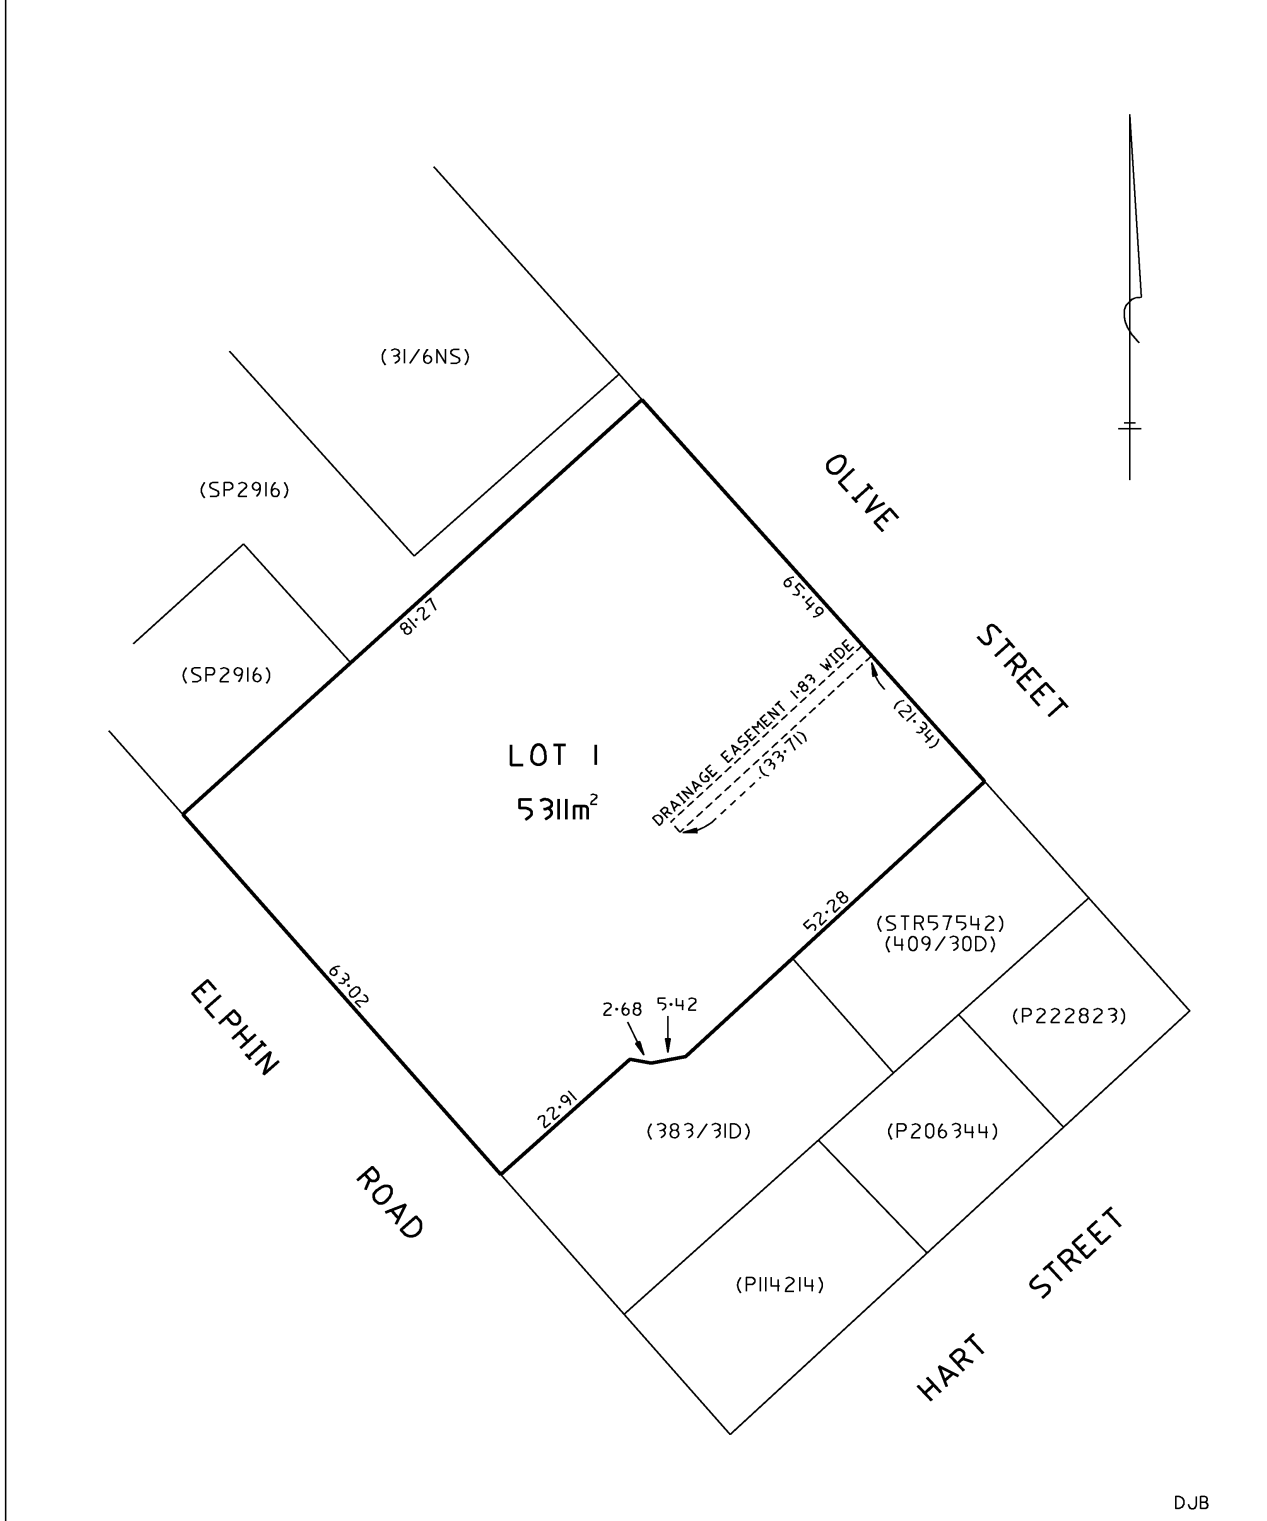 (31/6NS)
(SP2916)
OLIVE
STREET
65·49
81·27
(SP2916)
DRAINAGE EASEMENT 1·83 WIDE
(21·34)
(33·71)
LOT 1
5311m²
52·28
(STR57542)
(409/30D)
63·02
2·68
5·42
(P222823)
ELPHIN
ROAD
22·91
(383/31D)
(P206344)
(P114214)
HART
STREET
DJB